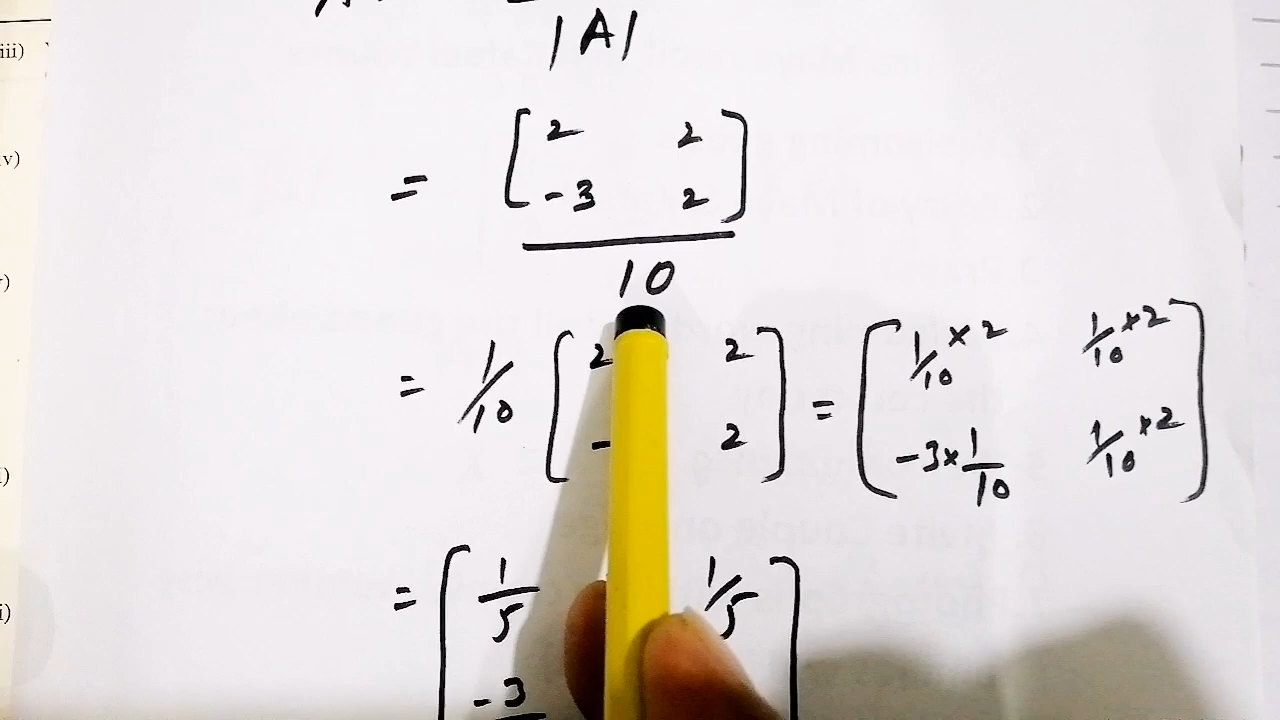 |A|
= [ 2 2
-3 2 ]
10
= 1/10 [ 2 2
- 2 ] = [ 1/10 × 2 1/10 × 2
-3 × 1/10 1/10 × 2 ]
= [ 1/5 1/5
-3
iii)